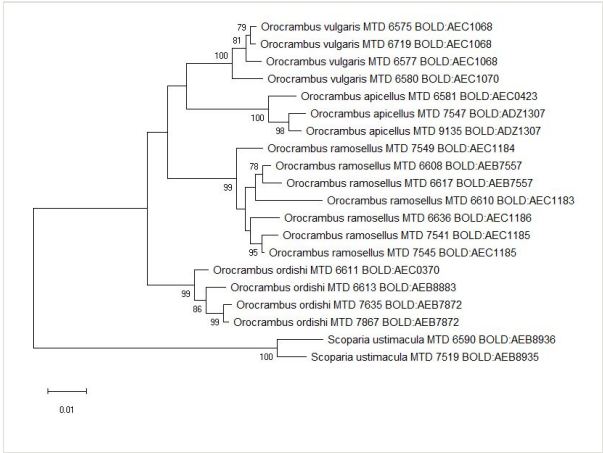 79
Orocrambus vulgaris MTD 6575 BOLD:AEC1068
81
Orocrambus vulgaris MTD 6719 BOLD:AEC1068
100
Orocrambus vulgaris MTD 6577 BOLD:AEC1068
Orocrambus vulgaris MTD 6580 BOLD:AEC1070
Orocrambus apicellus MTD 6581 BOLD:AEC0423
100
Orocrambus apicellus MTD 7547 BOLD:ADZ1307
98
Orocrambus apicellus MTD 9135 BOLD:ADZ1307
Orocrambus ramosellus MTD 7549 BOLD:AEC1184
78
Orocrambus ramosellus MTD 6608 BOLD:AEB7557
99
Orocrambus ramosellus MTD 6617 BOLD:AEB7557
Orocrambus ramosellus MTD 6610 BOLD:AEC1183
Orocrambus ramosellus MTD 6636 BOLD:AEC1186
Orocrambus ramosellus MTD 7541 BOLD:AEC1185
95
Orocrambus ramosellus MTD 7545 BOLD:AEC1185
Orocrambus ordishi MTD 6611 BOLD:AEC0370
99
Orocrambus ordishi MTD 6613 BOLD:AEB8883
86
Orocrambus ordishi MTD 7635 BOLD:AEB7872
99
Orocrambus ordishi MTD 7867 BOLD:AEB7872
Scoparia ustimacula MTD 6590 BOLD:AEB8936
100
Scoparia ustimacula MTD 7519 BOLD:AEB8935
0.01